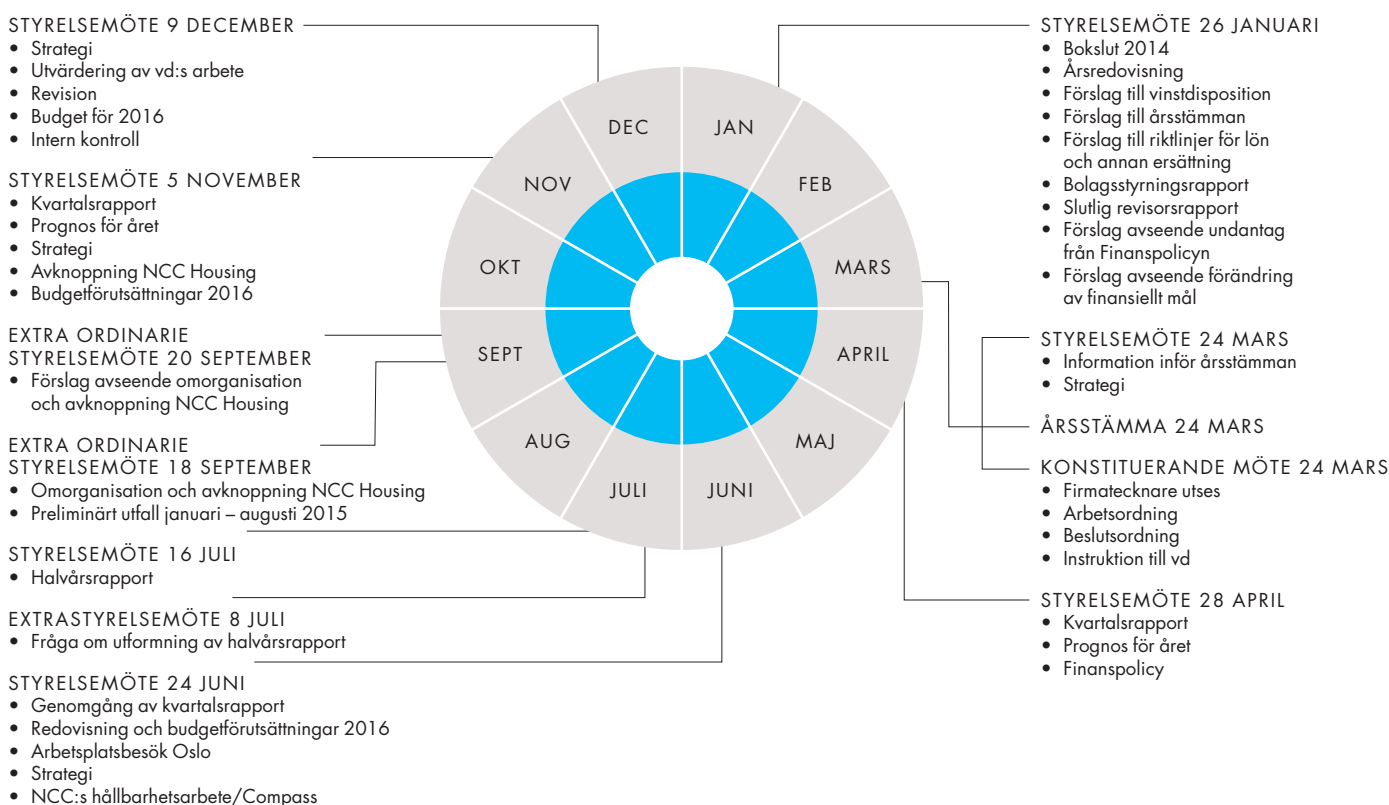 STYRELSEMÖTE 9 DECEMBER
• Strategi
• Utvärdering av vd:s arbete
• Revision
• Budget för 2016
• Intern kontroll
STYRELSEMÖTE 5 NOVEMBER
• Kvartalsrapport
• Prognos för året
• Strategi
• Avknoppning NCC Housing
• Budgetförutsättningar 2016
EXTRA ORDINARIE
STYRELSEMÖTE 20 SEPTEMBER
• Förslag avseende omorganisation
och avknoppning NCC Housing
EXTRA ORDINARIE
STYRELSEMÖTE 18 SEPTEMBER
• Omorganisation och avknoppning NCC Housing
• Preliminärt utfall januari – augusti 2015
STYRELSEMÖTE 16 JULI
• Halvårsrapport
EXTRASTYRELSEMÖTE 8 JULI
• Fråga om utformning av halvårsrapport
STYRELSEMÖTE 24 JUNI
• Genomgång av kvartalsrapport
• Redovisning och budgetförutsättningar 2016
• Arbetsplatsbesök Oslo
• Strategi
• NCC:s hållbarhetsarbete/Compass
JAN
FEB
MARS
APRIL
MAJ
JUNI
JULI
AUG
SEPT
OKT
NOV
DEC
STYRELSEMÖTE 26 JANUARI
• Bokslut 2014
• Årsredovisning
• Förslag till vinstdisposition
• Förslag till årsstämman
• Förslag till riktlinjer för lön
och annan ersättning
• Bolagsstyrningsrapport
• Slutlig revisorsrapport
• Förslag avseende undantag
från Finanspolicyn
• Förslag avseende förändring
av finansiellt mål
STYRELSEMÖTE 24 MARS
• Information inför årsstämman
• Strategi
ÅRSSTÄMMA 24 MARS
KONSTITUERANDE MÖTE 24 MARS
• Firmatecknare utses
• Arbetsordning
• Beslutsordning
• Instruktion till vd
STYRELSEMÖTE 28 APRIL
• Kvartalsrapport
• Prognos för året
• Finanspolicy